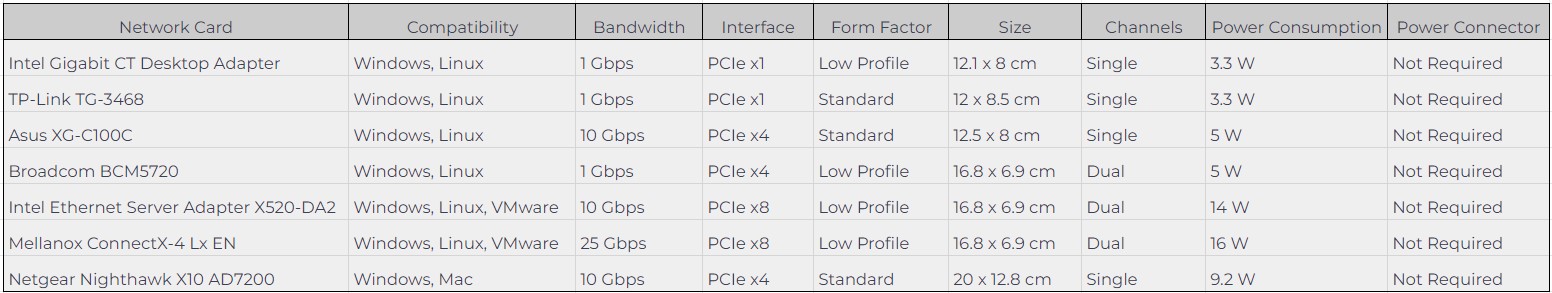 Network Card Compatibility Bandwidth Interface Form Factor Size Channels Power Consumption Power Connector
Intel Gigabit CT Desktop Adapter Windows, Linux 1 Gbps PCIe x1 Low Profile 12.1 x 8 cm Single 3.3 W Not Required
TP-Link TG-3468 Windows, Linux 1 Gbps PCIe x1 Standard 12 x 8.5 cm Single 3.3 W Not Required
Asus XG-C100C Windows, Linux 10 Gbps PCIe x4 Standard 12.5 x 8 cm Single 5 W Not Required
Broadcom BCM5720 Windows, Linux 1 Gbps PCIe x4 Low Profile 16.8 x 6.9 cm Dual 5 W Not Required
Intel Ethernet Server Adapter X520-DA2 Windows, Linux, VMware 10 Gbps PCIe x8 Low Profile 16.8 x 6.9 cm Dual 14 W Not Required
Mellanox ConnectX-4 Lx EN Windows, Linux, VMware 25 Gbps PCIe x8 Low Profile 16.8 x 6.9 cm Dual 16 W Not Required
Netgear Nighthawk X10 AD7200 Windows, Mac 10 Gbps PCIe x4 Standard 20 x 12.8 cm Single 9.2 W Not Required